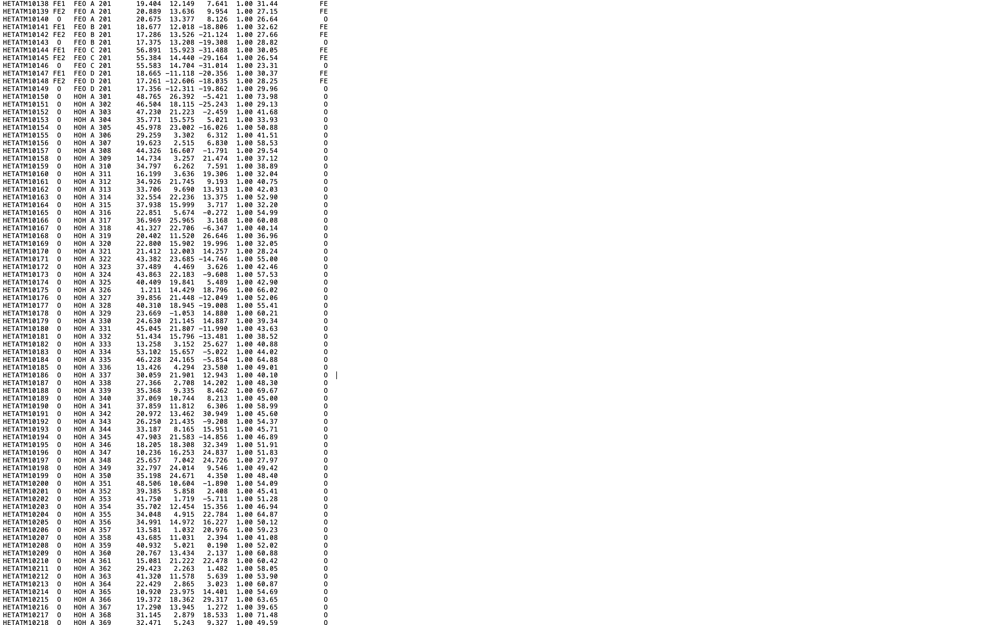 HETATM10138 FE1  FEO A 201      19.404  12.149   7.641  1.00 31.44          FE
HETATM10139 FE2  FEO A 201      20.889  13.636   9.954  1.00 27.15          FE
HETATM10140  O   FEO A 201      20.675  13.377   8.126  1.00 26.64           O
HETATM10141 FE1  FEO B 201      18.677  12.018 -18.806  1.00 32.62          FE
HETATM10142 FE2  FEO B 201      17.286  13.526 -21.124  1.00 27.66          FE
HETATM10143  O   FEO B 201      17.375  13.208 -19.308  1.00 28.82           O
HETATM10144 FE1  FEO C 201      56.891  15.923 -31.488  1.00 30.05          FE
HETATM10145 FE2  FEO C 201      55.384  14.440 -29.164  1.00 26.54          FE
HETATM10146  O   FEO C 201      55.583  14.704 -31.014  1.00 23.31           O
HETATM10147 FE1  FEO D 201      18.665 -11.118 -20.356  1.00 30.37          FE
HETATM10148 FE2  FEO D 201      17.261 -12.606 -18.035  1.00 28.25          FE
HETATM10149  O   FEO D 201      17.356 -12.311 -19.862  1.00 29.96           O
HETATM10150  O   HOH A 301      48.765  26.392  -5.421  1.00 73.98           O
HETATM10151  O   HOH A 302      46.504  18.115 -25.243  1.00 29.13           O
HETATM10152  O   HOH A 303      47.230  21.223  -2.459  1.00 41.68           O
HETATM10153  O   HOH A 304      35.771  15.575   5.021  1.00 33.93           O
HETATM10154  O   HOH A 305      45.978  23.002 -16.026  1.00 50.88           O
HETATM10155  O   HOH A 306      29.259   3.302   6.312  1.00 41.51           O
HETATM10156  O   HOH A 307      19.623   2.515   6.830  1.00 58.53           O
HETATM10157  O   HOH A 308      44.326  16.607  -1.791  1.00 29.54           O
HETATM10158  O   HOH A 309      14.734   3.257  21.474  1.00 37.12           O
HETATM10159  O   HOH A 310      34.797   6.262   7.591  1.00 38.89           O
HETATM10160  O   HOH A 311      16.199   3.636  19.306  1.00 32.04           O
HETATM10161  O   HOH A 312      34.926  21.745   9.193  1.00 40.75           O
HETATM10162  O   HOH A 313      33.706   9.690  13.913  1.00 42.03           O
HETATM10163  O   HOH A 314      32.554  22.236  13.375  1.00 52.90           O
HETATM10164  O   HOH A 315      37.938  15.999   3.717  1.00 32.20           O
HETATM10165  O   HOH A 316      22.851   5.674  -0.272  1.00 54.99           O
HETATM10166  O   HOH A 317      36.969  25.965   3.168  1.00 60.08           O
HETATM10167  O   HOH A 318      41.327  22.706  -6.347  1.00 40.14           O
HETATM10168  O   HOH A 319      20.402  11.520  26.646  1.00 36.96           O
HETATM10169  O   HOH A 320      22.800  15.902  19.996  1.00 32.05           O
HETATM10170  O   HOH A 321      21.412  12.003  14.257  1.00 28.24           O
HETATM10171  O   HOH A 322      43.382  23.685 -14.746  1.00 55.00           O
HETATM10172  O   HOH A 323      37.489   4.469   3.626  1.00 42.46           O
HETATM10173  O   HOH A 324      43.863  22.183  -9.608  1.00 57.53           O
HETATM10174  O   HOH A 325      40.409  19.841   5.489  1.00 42.90           O
HETATM10175  O   HOH A 326       1.211  14.429  18.796  1.00 66.02           O
HETATM10176  O   HOH A 327      39.856  21.448 -12.049  1.00 52.06           O
HETATM10177  O   HOH A 328      40.310  18.945 -19.008  1.00 55.41           O
HETATM10178  O   HOH A 329      23.669  -1.053  14.880  1.00 60.21           O
HETATM10179  O   HOH A 330      24.630  21.145  14.887  1.00 39.34           O
HETATM10180  O   HOH A 331      45.045  21.807 -11.990  1.00 43.63           O
HETATM10181  O   HOH A 332      51.434  15.796 -13.481  1.00 38.52           O
HETATM10182  O   HOH A 333      13.258   3.152  25.627  1.00 40.88           O
HETATM10183  O   HOH A 334      53.102  15.657  -5.022  1.00 44.02           O
HETATM10184  O   HOH A 335      46.228  24.165  -5.854  1.00 64.88           O
HETATM10185  O   HOH A 336      13.426   4.294  23.580  1.00 49.01           O
HETATM10186  O   HOH A 337      30.059  21.901  12.943  1.00 40.10           O
HETATM10187  O   HOH A 338      27.366   2.708  14.202  1.00 48.30           O
HETATM10188  O   HOH A 339      35.368   9.335   8.462  1.00 69.67           O
HETATM10189  O   HOH A 340      37.069  10.744   8.213  1.00 45.00           O
HETATM10190  O   HOH A 341      37.859  11.812   6.306  1.00 58.99           O
HETATM10191  O   HOH A 342      20.972  13.462  30.949  1.00 45.60           O
HETATM10192  O   HOH A 343      26.250  21.435  -9.208  1.00 54.37           O
HETATM10193  O   HOH A 344      33.187   8.165  15.951  1.00 45.71           O
HETATM10194  O   HOH A 345      47.903  21.583 -14.856  1.00 46.89           O
HETATM10195  O   HOH A 346      18.205  18.308  32.349  1.00 51.91           O
HETATM10196  O   HOH A 347      10.236  16.253  24.837  1.00 51.83           O
HETATM10197  O   HOH A 348      25.657   7.042  24.726  1.00 27.97           O
HETATM10198  O   HOH A 349      32.797  24.014   9.546  1.00 49.42           O
HETATM10199  O   HOH A 350      35.198  24.671   4.350  1.00 48.40           O
HETATM10200  O   HOH A 351      48.506  10.604  -1.890  1.00 54.09           O
HETATM10201  O   HOH A 352      39.385   5.858   2.408  1.00 45.41           O
HETATM10202  O   HOH A 353      41.750   1.719  -5.711  1.00 51.28           O
HETATM10203  O   HOH A 354      35.702  12.454  15.356  1.00 46.94           O
HETATM10204  O   HOH A 355      34.048   4.915  22.784  1.00 64.87           O
HETATM10205  O   HOH A 356      34.991  14.972  16.227  1.00 50.12           O
HETATM10206  O   HOH A 357      13.581   1.032  20.976  1.00 59.23           O
HETATM10207  O   HOH A 358      43.685  11.031   2.394  1.00 41.08           O
HETATM10208  O   HOH A 359      40.932   5.021   0.190  1.00 52.02           O
HETATM10209  O   HOH A 360      20.767  13.434   2.137  1.00 60.88           O
HETATM10210  O   HOH A 361      15.081  21.222  22.478  1.00 60.42           O
HETATM10211  O   HOH A 362      29.423   2.263   1.482  1.00 58.05           O
HETATM10212  O   HOH A 363      41.320  11.578   5.639  1.00 53.90           O
HETATM10213  O   HOH A 364      22.429   2.865   3.023  1.00 60.87           O
HETATM10214  O   HOH A 365      10.920  23.975  14.401  1.00 54.69           O
HETATM10215  O   HOH A 366      19.372  18.362  29.317  1.00 63.65           O
HETATM10216  O   HOH A 367      17.290  13.945   1.272  1.00 39.65           O
HETATM10217  O   HOH A 368      31.145   2.879  18.533  1.00 71.48           O
HETATM10218  O   HOH A 369      32.471   5.243   9.327  1.00 49.59           O